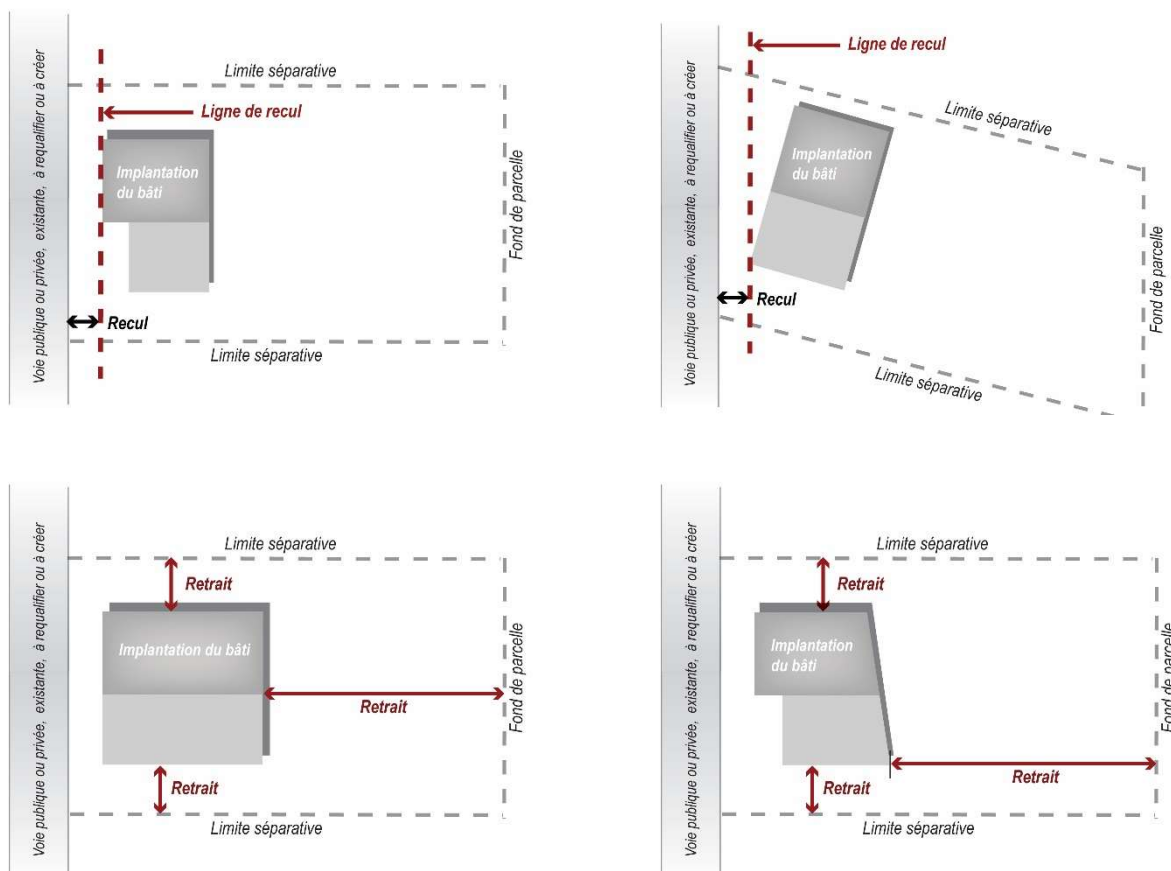 Voie publique ou privée, existante, à requalifier ou à créer
Limite séparative
Ligne de recul
Implantation
du bâti
Fond de parcelle
Recul
Limite séparative
Voie publique ou privée, existante, à requalifier ou à créer
Ligne de recul
Limite séparative
Implantation
du bâti
Fond de parcelle
Recul
Limite séparative
Voie publique ou privée, existante, à requalifier ou à créer
Limite séparative
Retrait
Implantation du bâti
Retrait
Fond de parcelle
Retrait
Limite séparative
Voie publique ou privée, existante, à requalifier ou à créer
Limite séparative
Retrait
Implantation
du bâti
Fond de parcelle
Retrait
Retrait
Limite séparative